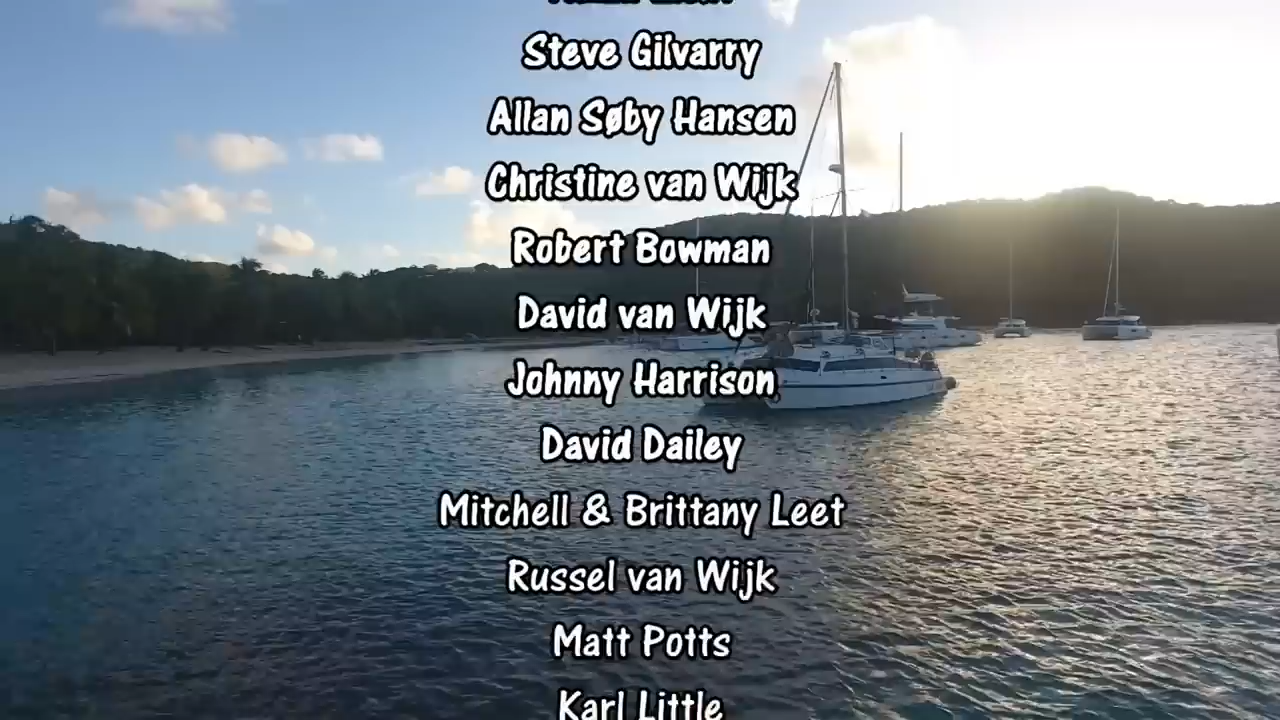 Steve Gilvarry
Allan Søby Hansen
Christine van Wijk
Robert Bowman
David van Wijk
Johnny Harrison
David Dailey
Mitchell & Brittany Leet
Russel van Wijk
Matt Potts
Karl Little